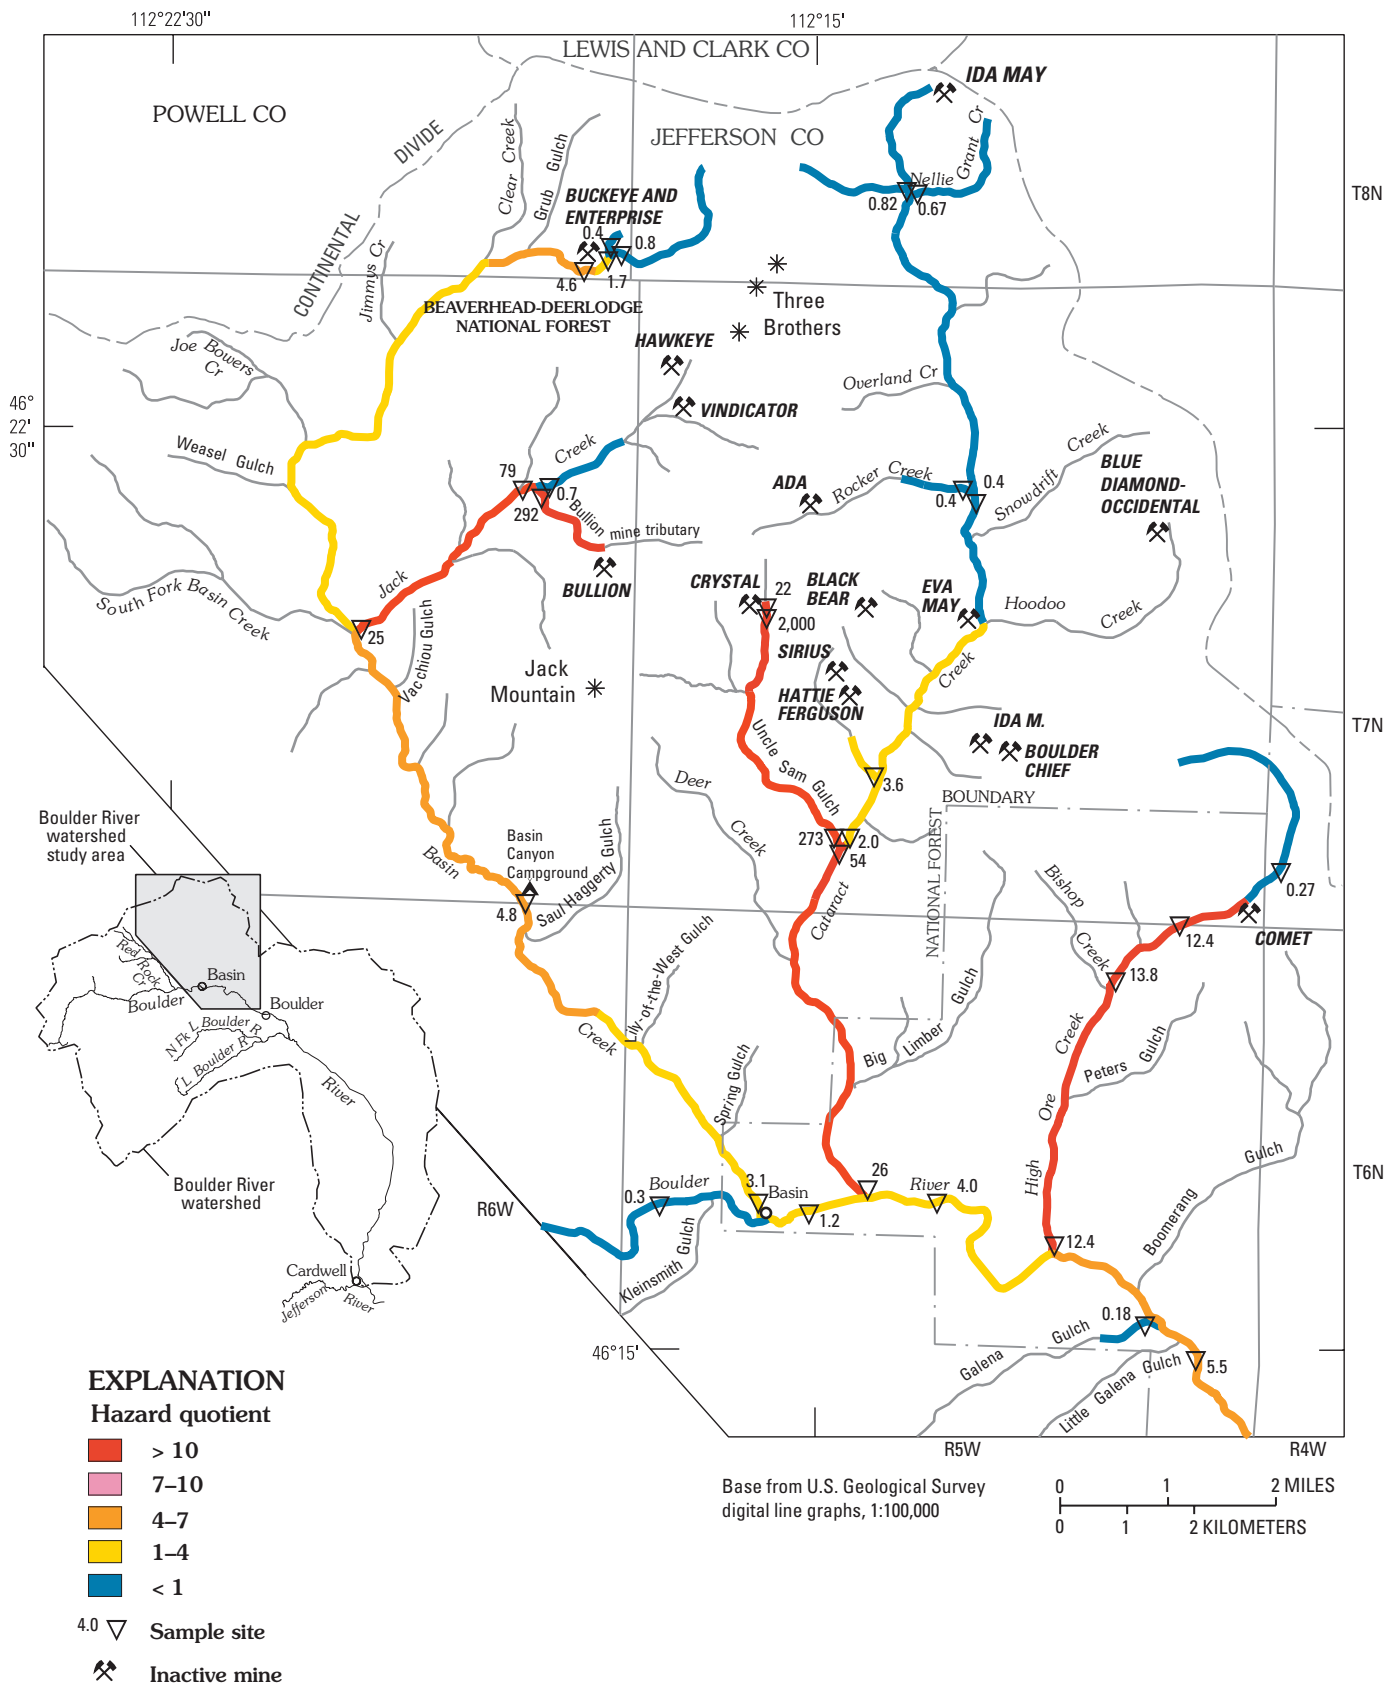 112°22'30"
112°15'
LEWIS AND CLARK CO
POWELL CO
JEFFERSON CO
IDA MAY
T8N
CONTINENTAL DIVIDE
Clear Creek
Grub Gulch
Grant Cr
Nellie
0.82
0.67
BUCKEYE AND
ENTERPRISE
0.4
0.8
4.6
1.7
Jimmys Cr
BEAVERHEAD-DEERLODGE
NATIONAL FOREST
Three
Brothers
Joe Bowers
Cr
HAWKEYE
VINDICATOR
Overland Cr
46°
22'
30"
Weasel Gulch
Creek
79
0.7
292
Bullion
mine tributary
ADA
Rocker Creek
0.4
0.4
Snowdrift Creek
BLUE
DIAMOND-
OCCIDENTAL
BULLION
Jack
South Fork Basin Creek
25
Vacchiou Gulch
CRYSTAL
22
2,000
BLACK
BEAR
EVA
MAY
Hoodoo
Creek
SIRIUS
HATTIE
FERGUSON
Creek
Jack
Mountain
IDA M.
BOULDER
CHIEF
T7N
Uncle Sam Gulch
3.6
Deer
Creek
273
2.0
54
BOUNDARY
NATIONAL FOREST
Boulder River
watershed
study area
Basin
Basin
Canyon
Campground
Saul Haggerty Gulch
4.8
Cataract
Bishop
Creek
0.27
COMET
12.4
13.8
Red Rock
Cr
Basin
Boulder
Boulder
N Fk L Boulder R
L Boulder R
River
Creek
Lily-of-the-West Gulch
Big Limber Gulch
Peters Gulch
High Ore Creek
Spring Gulch
Boulder River
watershed
Cardwell
Jefferson
River
Gulch
T6N
R6W
0.3
Boulder
3.1
Basin
1.2
26
River
4.0
12.4
Kleinsmith Gulch
Boomerang
0.18
Galena
Gulch
Little Galena Gulch
5.5
46°15'
R5W
R4W
EXPLANATION
Hazard quotient
> 10
7–10
4–7
1–4
< 1
4.0 Sample site
Inactive mine
Base from U.S. Geological Survey
digital line graphs, 1:100,000
0 1 2 MILES
0 1 2 KILOMETERS